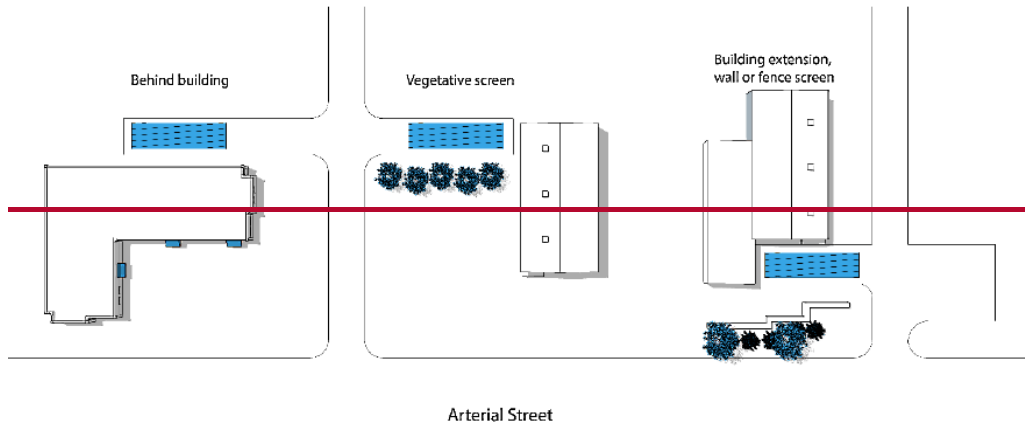 Behind building
Vegetative screen
Building extension,
wall or fence screen
Arterial Street